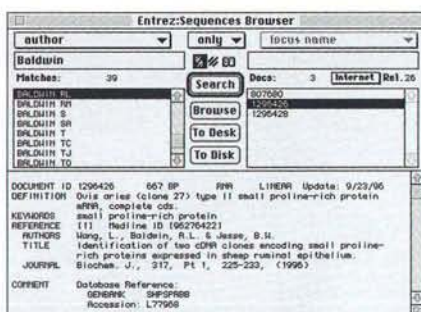 Entrez:Sequences Browser
author only focus name
Baldwin
Matches: 39 Docs: 3 Internet Rel.26
Search
Browse
To Desk
To Disk
BALDWIN RL
BALDWIN RM
BALDWIN S
BALDWIN SA
BALDWIN T
BALDWIN TC
BALDWIN TJ
BALDWIN TO
807680
1296426
1296428
DOCUMENT ID 1296426 667 BP RNA LINEAR Update: 9/23/96
DEFINITION Ovis aries (clone 27) type II small proline-rich protein
mRNA, complete cds.
KEYWORDS small proline-rich protein
REFERENCE [1] Medline ID [96276422]
AUTHORS Wang, L., Baldwin, R.L. & Jesse, B.W.
TITLE Identification of two cDNA clones encoding small proline-
rich proteins expressed in sheep ruminal epithelium.
JOURNAL Biochem. J., 317, Pt 1, 225-233, (1996)
COMMENT Database Reference:
GENBANK SHPSPRBB
Accession: L77968